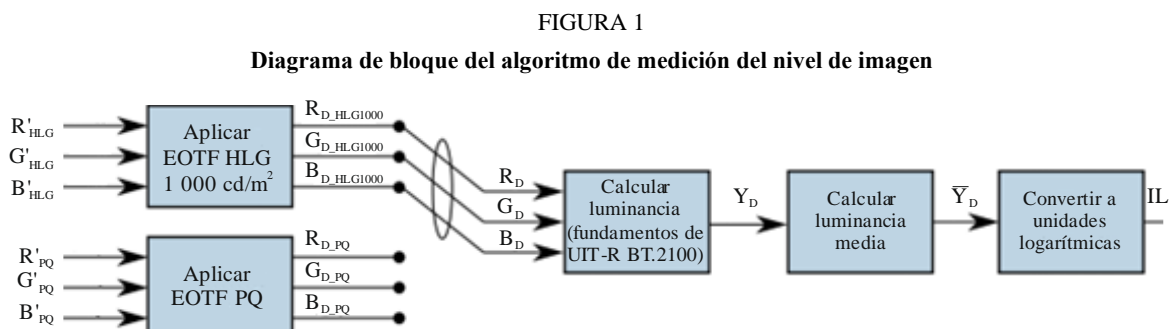 FIGURA 1
Diagrama de bloque del algoritmo de medición del nivel de imagen
R'HLG
G'HLG
B'HLG
Aplicar
EOTF HLG
1 000 cd/m²
RD_HLG1000
GD_HLG1000
BD_HLG1000
R'PQ
G'PQ
B'PQ
Aplicar
EOTF PQ
RD_PQ
GD_PQ
BD_PQ
RD
GD
BD
Calcular
luminancia
(fundamentos de
UIT-R BT.2100)
YD
Calcular
luminancia
media
Y̅D
Convertir a
unidades
logarítmicas
IL